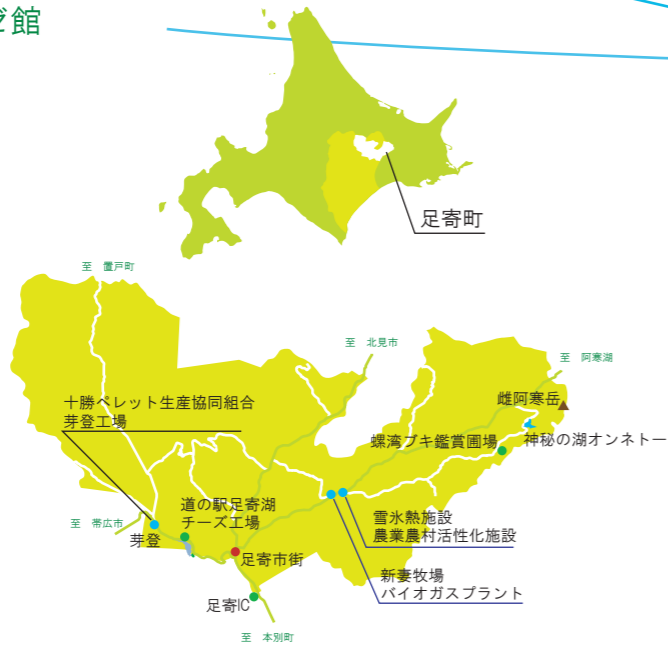 館
足寄町
至 置戸町
至 北見市
至 阿寒湖
雌阿寒岳
十勝ペレット生産協同組合
芽登工場
螺湾ブキ鑑賞圃場
神秘の湖オンネトー
道の駅足寄湖
チーズ工場
雪氷熱施設
農業農村活性化施設
至 帯広市
芽登
足寄市街
新妻牧場
バイオガスプラント
足寄IC
至 本別町